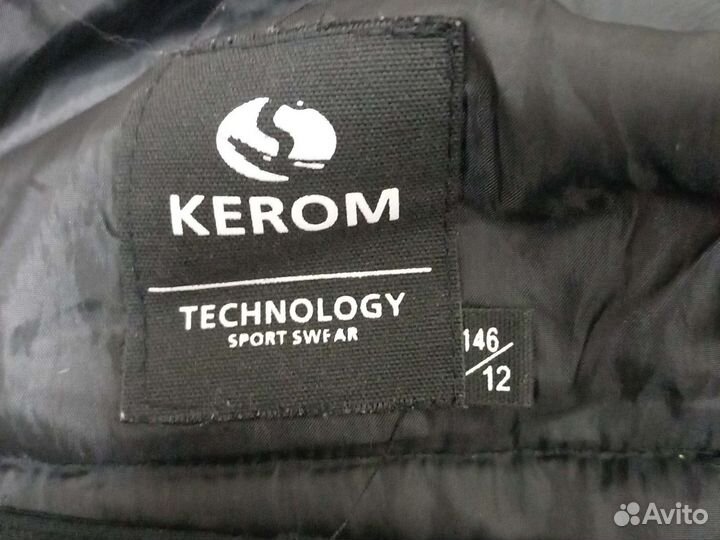 KEROM
TECHNOLOGY
SPORT SWEAR
146/12
Avito